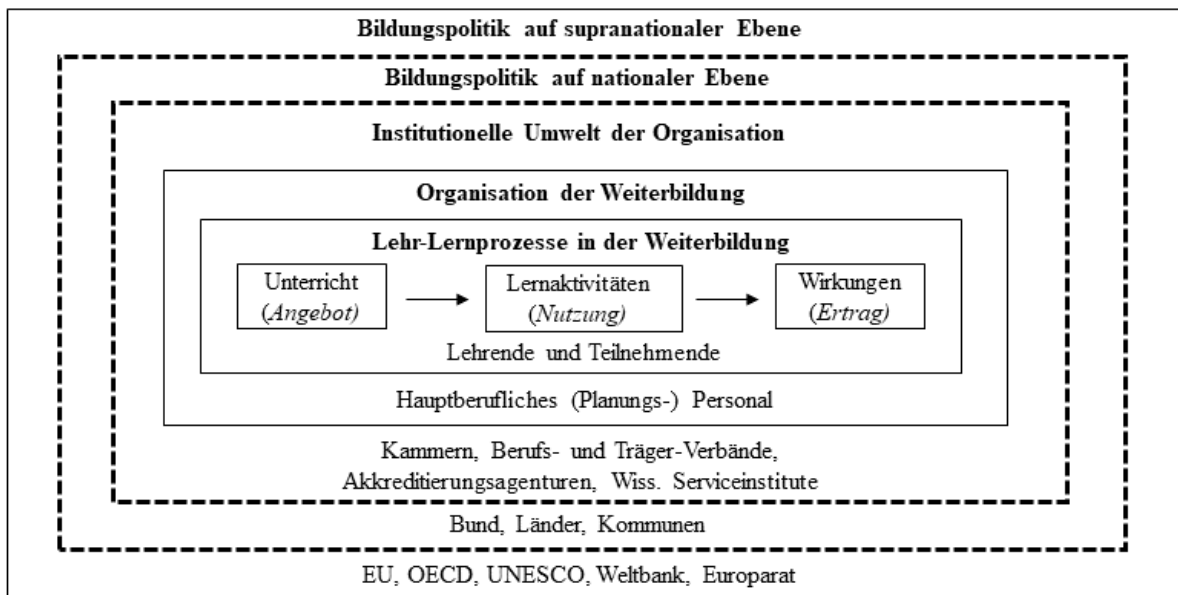 Bildungspolitik auf supranationaler Ebene
Bildungspolitik auf nationaler Ebene
Institutionelle Umwelt der Organisation
Organisation der Weiterbildung
Lehr-Lernprozesse in der Weiterbildung
Unterricht
(Angebot)
Lernaktivitäten
(Nutzung)
Wirkungen
(Ertrag)
Lehrende und Teilnehmende
Hauptberufliches (Planungs-) Personal
Kammern, Berufs- und Träger-Verbände,
Akkreditierungsagenturen, Wiss. Serviceinstitute
Bund, Länder, Kommunen
EU, OECD, UNESCO, Weltbank, Europarat